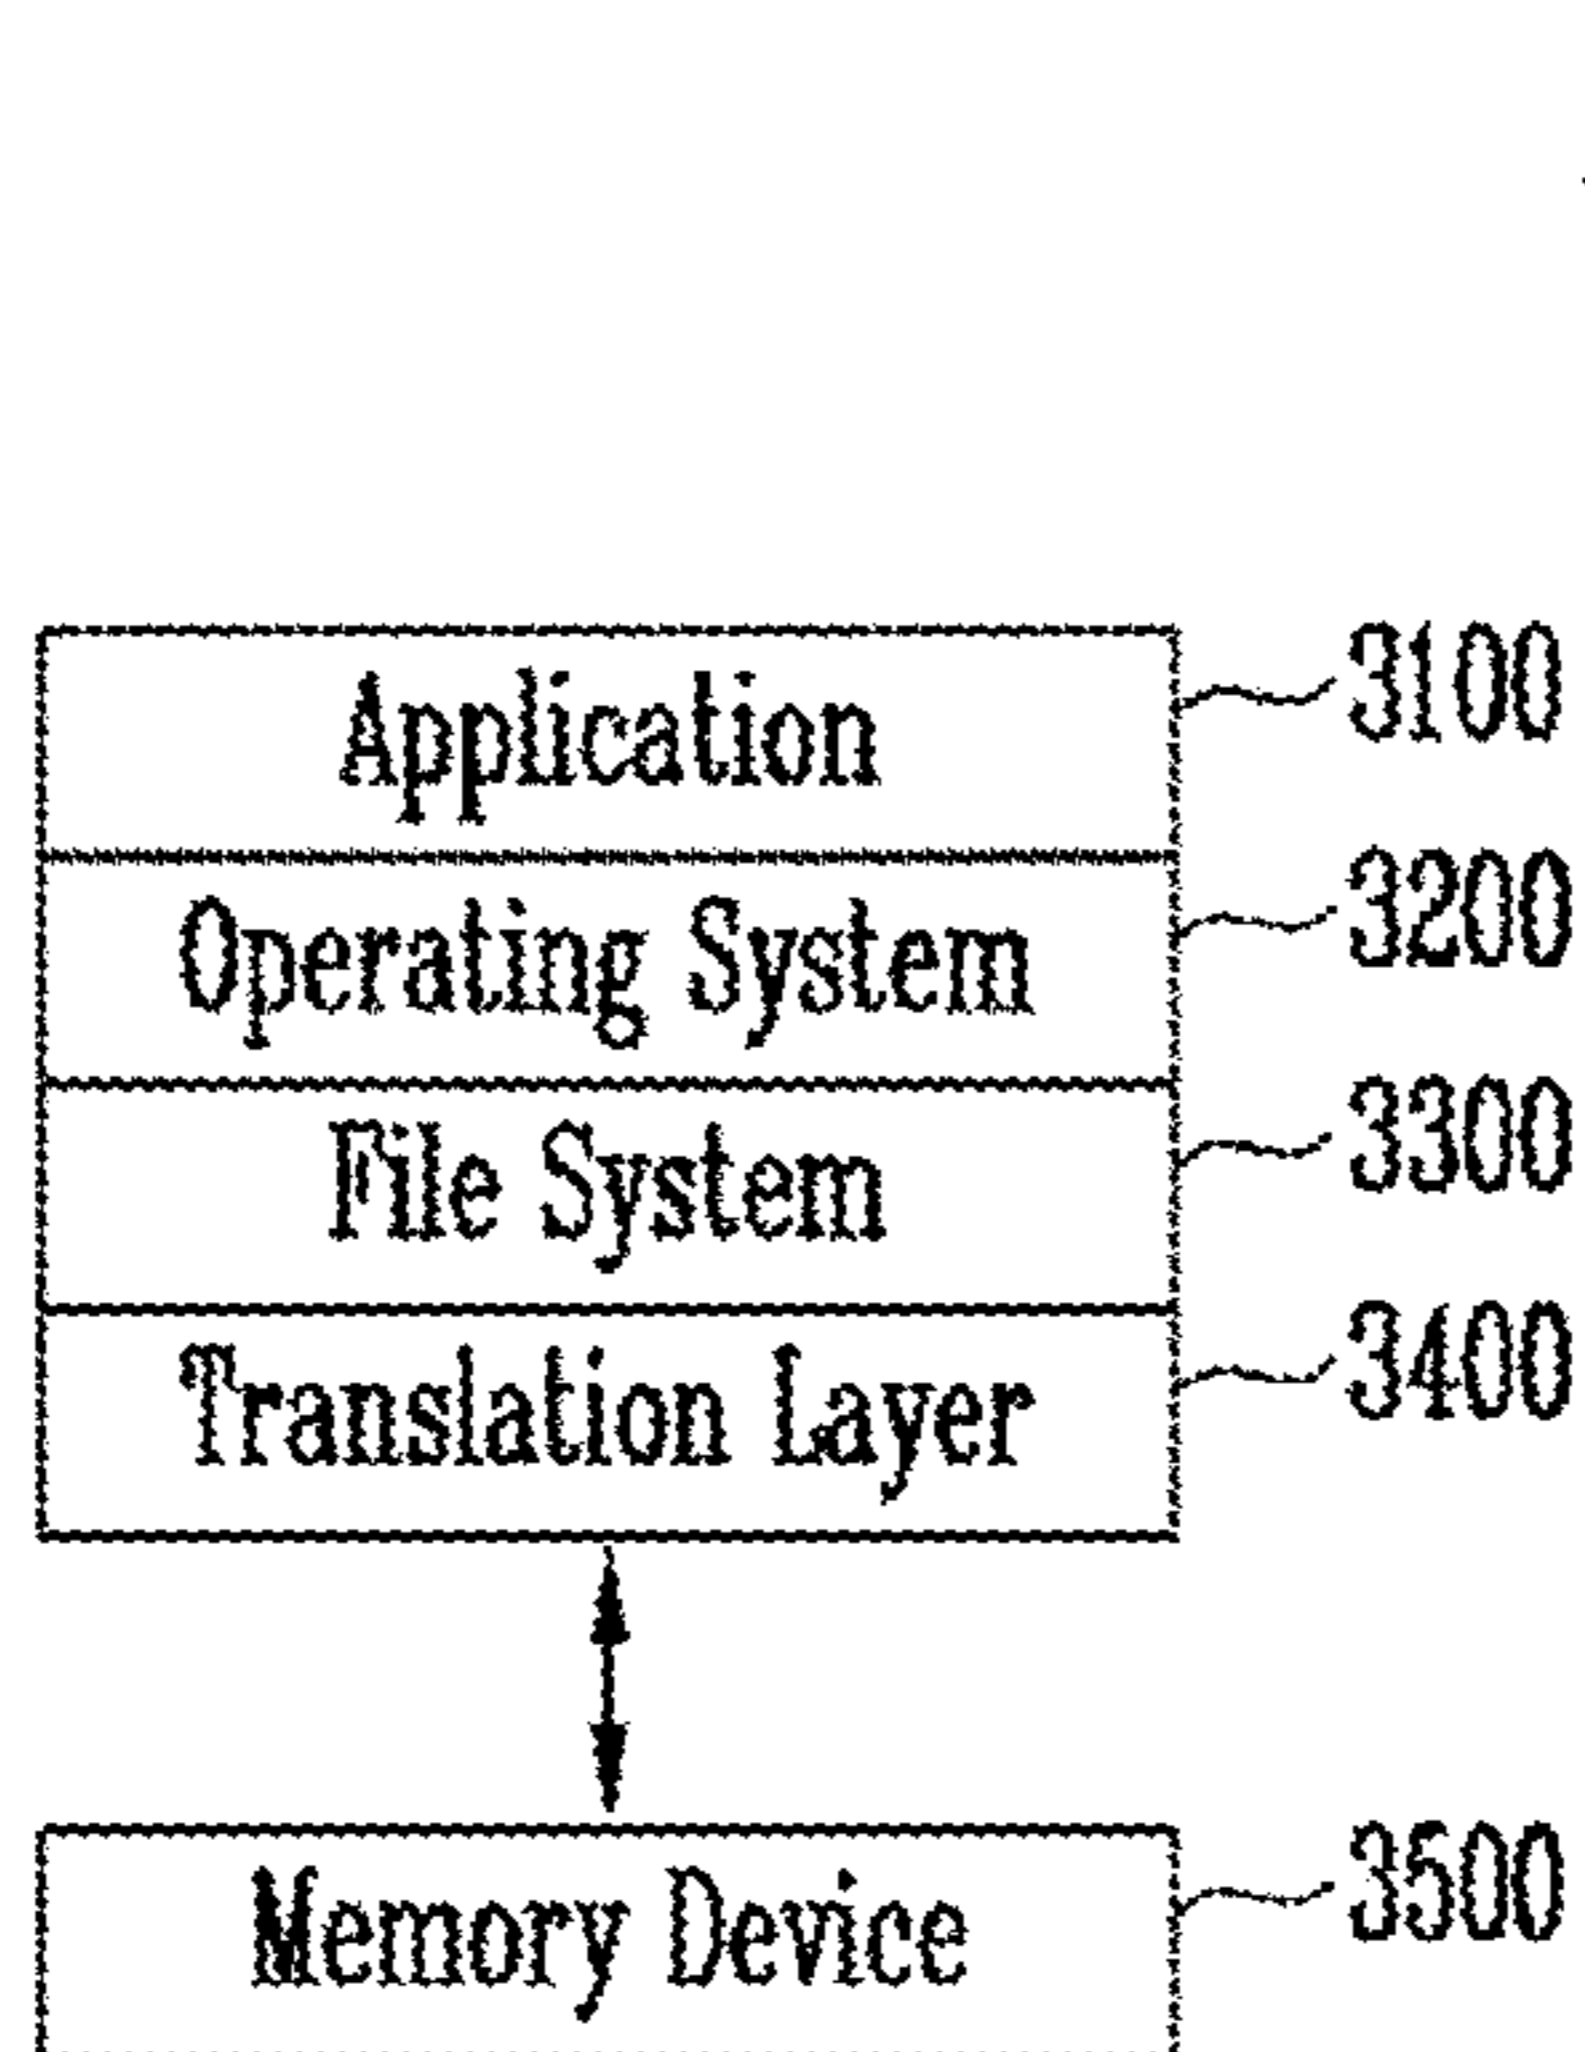 Application 3100
Operating System 3200
File System 3300
Translation Layer 3400
Memory Device 3500